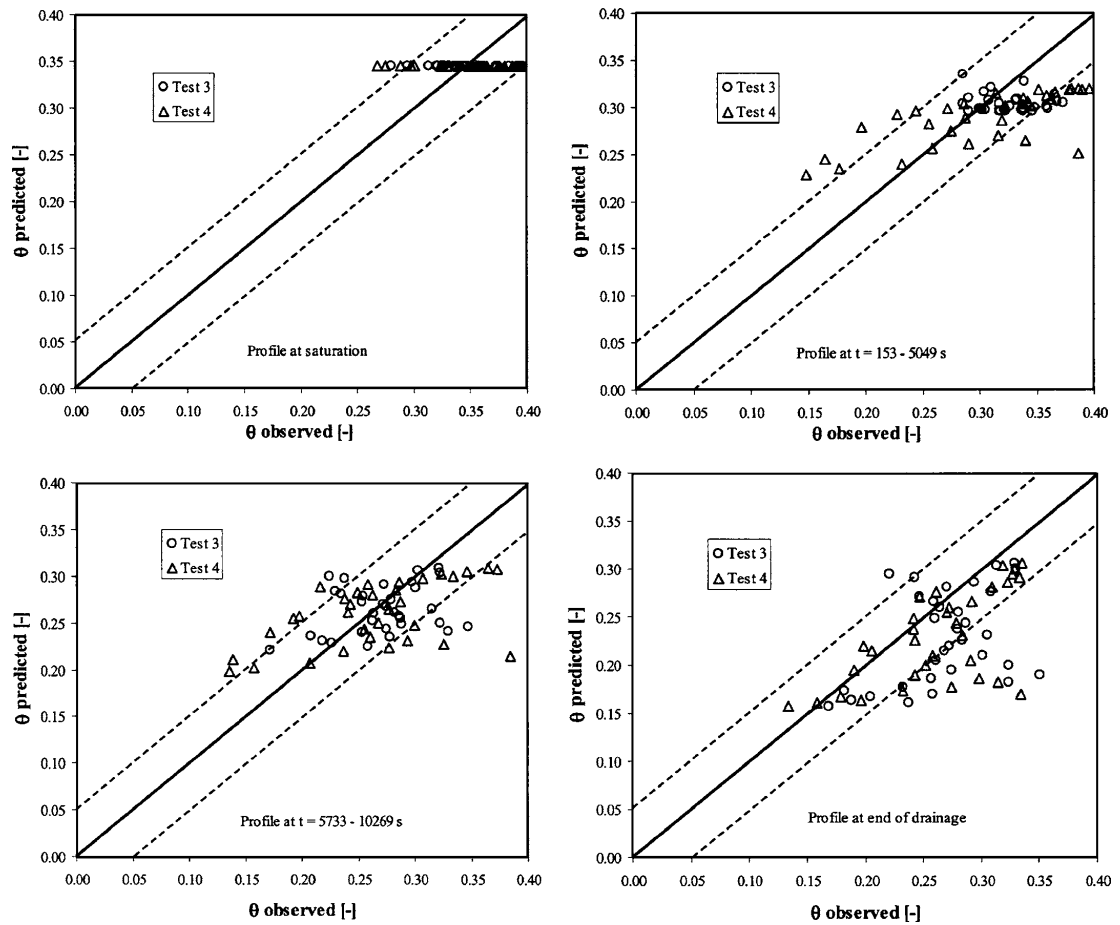 0.40
0.35
0.30
0.25
0.20
0.15
0.10
0.05
0.00
θ predicted [-]
Test 3
Test 4
Profile at saturation
0.00 0.05 0.10 0.15 0.20 0.25 0.30 0.35 0.40
θ observed [-]
0.40
0.35
0.30
0.25
0.20
0.15
0.10
0.05
0.00
θ predicted [-]
Test 3
Test 4
Profile at t = 153 - 5049 s
0.00 0.05 0.10 0.15 0.20 0.25 0.30 0.35 0.40
θ observed [-]
0.40
0.35
0.30
0.25
0.20
0.15
0.10
0.05
0.00
θ predicted [-]
Test 3
Test 4
Profile at t = 5733 - 10269 s
0.00 0.05 0.10 0.15 0.20 0.25 0.30 0.35 0.40
θ observed [-]
0.40
0.35
0.30
0.25
0.20
0.15
0.10
0.05
0.00
θ predicted [-]
Test 3
Test 4
Profile at end of drainage
0.00 0.05 0.10 0.15 0.20 0.25 0.30 0.35 0.40
θ observed [-]